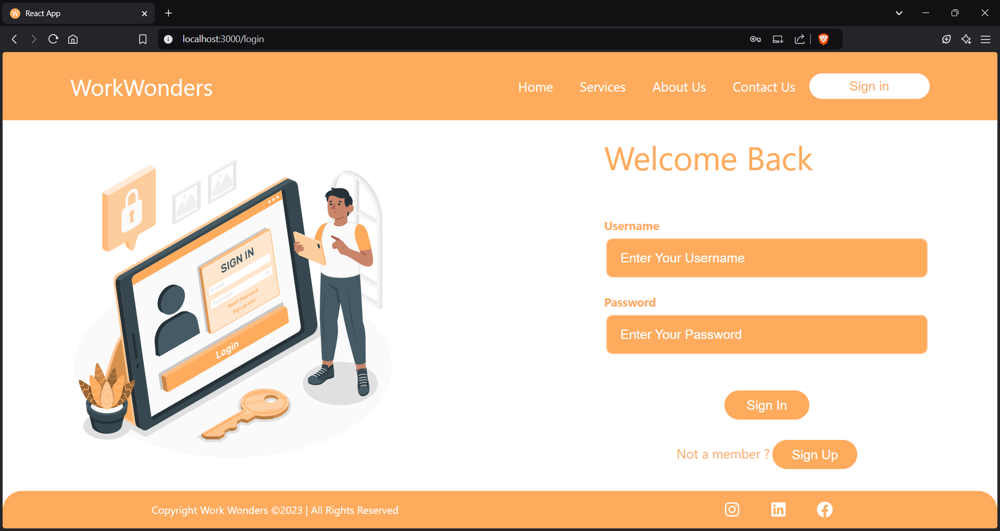 W React App
localhost:3000/login
WorkWonders
Home Services About Us Contact Us Sign in
Welcome Back
SIGN IN
E-mail
Password
Reset Password
Sign up now
Login
Username
Enter Your Username
Password
Enter Your Password
Sign In
Not a member ? Sign Up
Copyright Work Wonders ©2023 | All Rights Reserved